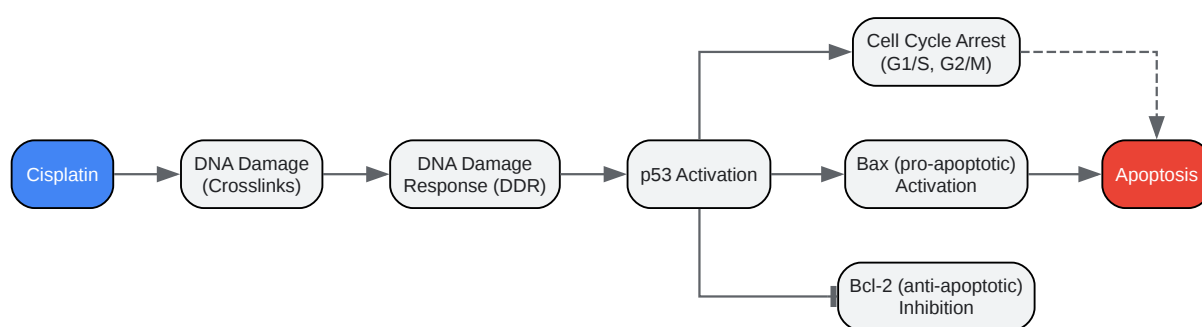 Cell Cycle Arrest
(G1/S, G2/M)
Cisplatin
DNA Damage
(Crosslinks)
DNA Damage
Response (DDR)
p53 Activation
Bax (pro-apoptotic)
Activation
Apoptosis
Bcl-2 (anti-apoptotic)
Inhibition